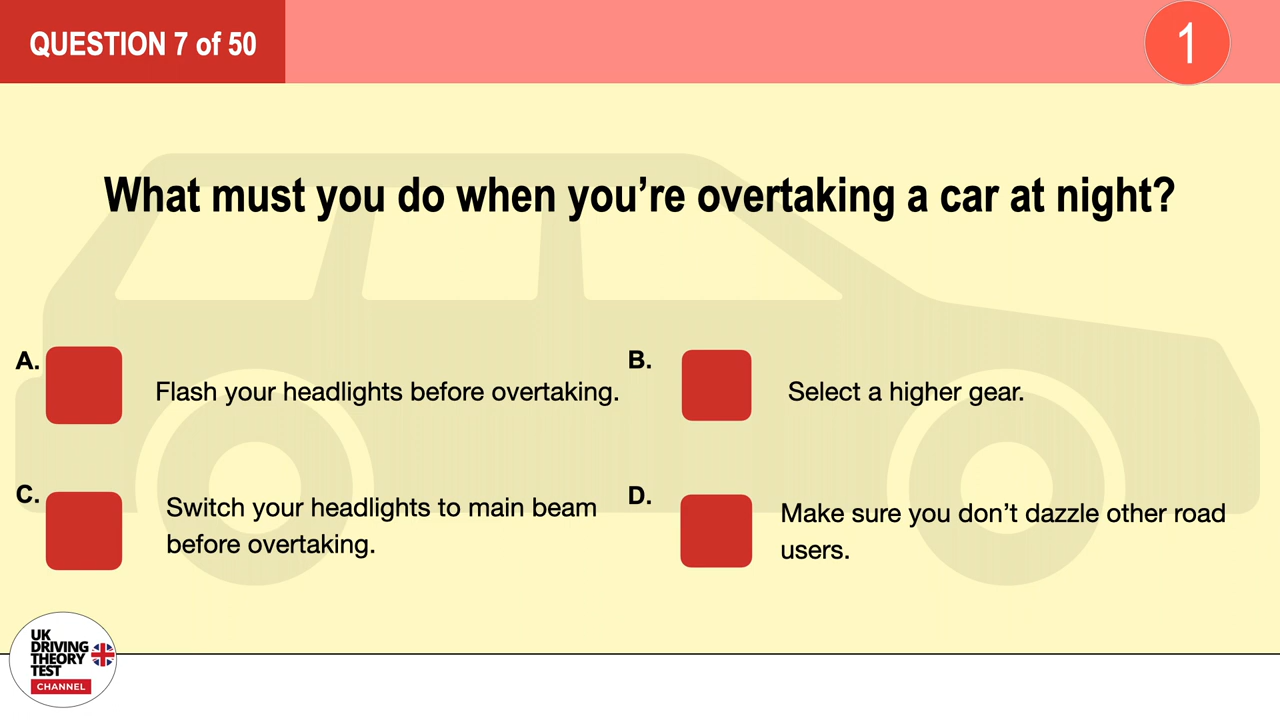 QUESTION 7 of 50
1
What must you do when you’re overtaking a car at night?
A.
Flash your headlights before overtaking.
B.
Select a higher gear.
C.
Switch your headlights to main beam
before overtaking.
D.
Make sure you don’t dazzle other road
users.
UK
DRIVING
THEORY
TEST
CHANNEL